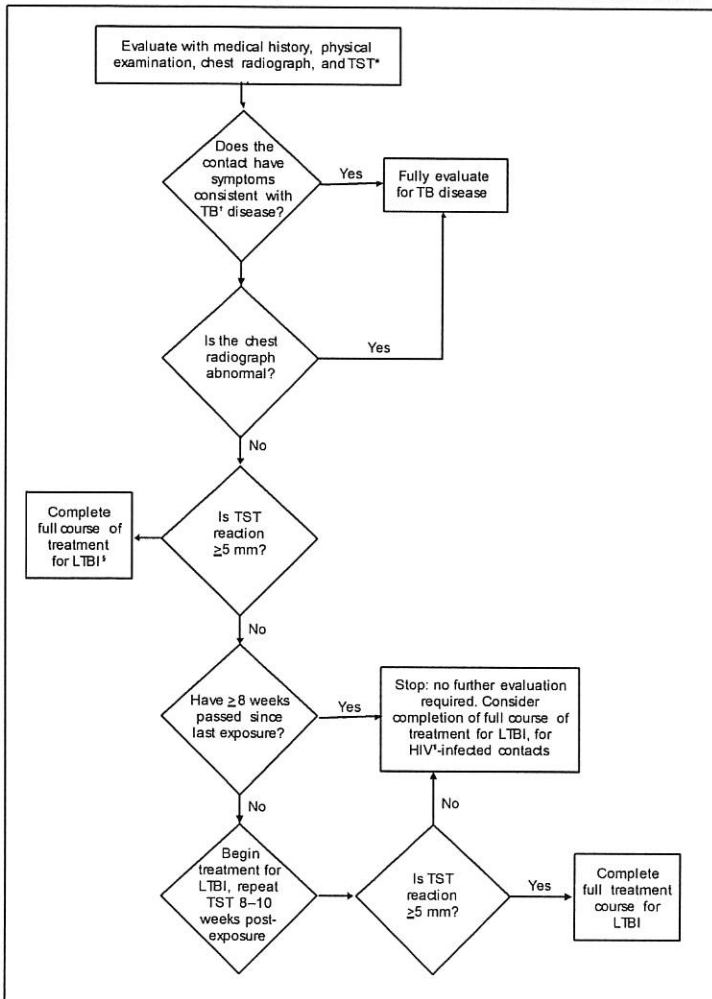 Evaluate with medical history, physical
examination, chest radiograph, and TST*
Does the
contact have
symptoms
consistent with
TB† disease?
Yes
Fully evaluate
for TB disease
Is the chest
radiograph
abnormal?
Yes
No
Complete
full course of
treatment
for LTBI§
Is TST
reaction
≥5 mm?
No
Have ≥8 weeks
passed since
last exposure?
Yes
Stop: no further evaluation
required. Consider
completion of full course of
treatment for LTBI, for
HIV¶-infected contacts
No
No
Begin
treatment for
LTBI, repeat
TST 8–10
weeks post-
exposure
Is TST
reaction
≥5 mm?
Yes
Complete
full treatment
course for
LTBI